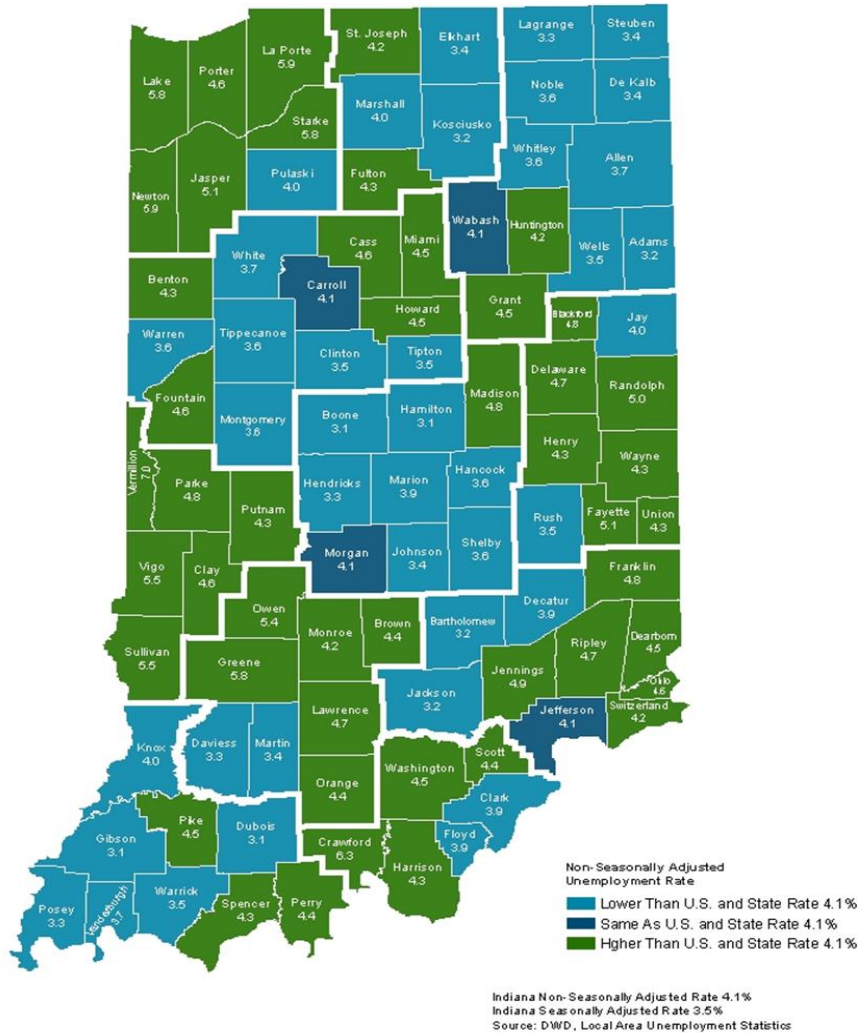 St. Joseph
4.2
Elkhart
3.4
Lagrange
3.3
Steuben
3.4
La Porte
5.9
Porter
4.6
Lake
5.8
Noble
3.6
De Kalb
3.4
Marshall
4.0
Kosciusko
3.2
Starke
5.8
Whitley
3.6
Allen
3.7
Pulaski
4.0
Fulton
4.3
Jasper
5.1
Newton
5.9
Wabash
4.1
Huntington
4.2
Miami
4.5
Cass
4.6
White
3.7
Wells
3.5
Adams
3.2
Benton
4.3
Carroll
4.1
Howard
4.5
Grant
4.5
Blackford
4.8
Jay
4.0
Warren
3.6
Tippecanoe
3.6
Clinton
3.5
Tipton
3.5
Delaware
4.7
Madison
4.8
Randolph
5.0
Fountain
4.6
Montgomery
3.6
Boone
3.1
Hamilton
3.1
Henry
4.3
Wayne
4.3
Vermillion
7.0
Parke
4.8
Putnam
4.3
Hendricks
3.3
Marion
3.9
Hancock
3.6
Rush
3.5
Fayette
5.1
Union
4.3
Vigo
5.5
Clay
4.6
Morgan
4.1
Johnson
3.4
Shelby
3.6
Franklin
4.8
Owen
5.4
Monroe
4.2
Brown
4.4
Bartholomew
3.2
Decatur
3.9
Sullivan
5.5
Greene
5.8
Ripley
4.7
Dearborn
4.5
Jennings
4.9
Ohio
4.6
Jackson
3.2
Lawrence
4.7
Jefferson
4.1
Switzerland
4.2
Knox
4.0
Daviess
3.3
Martin
3.4
Scott
4.4
Washington
4.5
Orange
4.4
Clark
3.9
Pike
4.5
Dubois
3.1
Gibson
3.1
Crawford
6.3
Floyd
3.9
Harrison
4.3
Posey
3.3
Vanderburgh
3.7
Warrick
3.5
Spencer
4.3
Perry
4.4
Non-Seasonally Adjusted
Unemployment Rate
Lower Than U.S. and State Rate 4.1%
Same As U.S. and State Rate 4.1%
Hgher Than U.S. and State Rate 4.1%
Indiana Non-Seasonally Adjusted Rate 4.1%
Indiana Seasonally Adjusted Rate 3.5%
Source: DWD, Local Area Unemployment Statistics